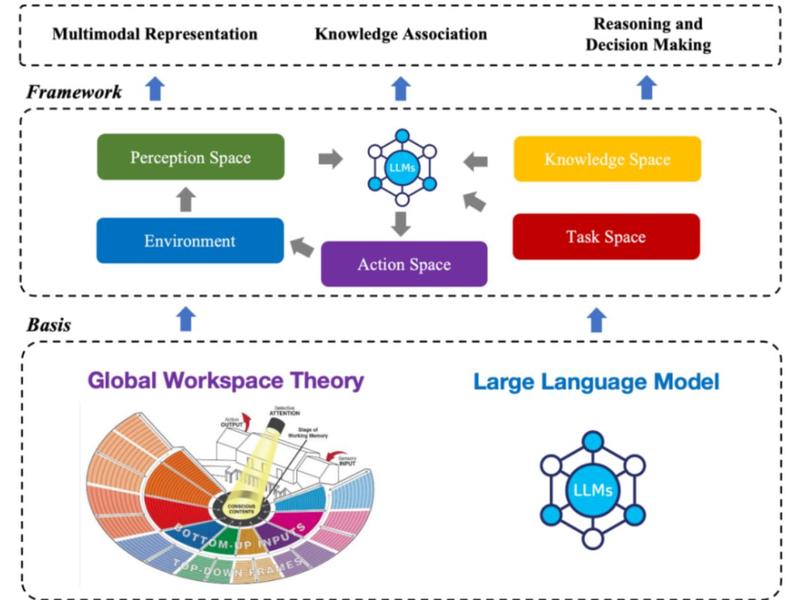 Multimodal Representation
Knowledge Association
Reasoning and
Decision Making
Framework
Perception Space
LLMs
Knowledge Space
Environment
Action Space
Task Space
Basis
Global Workspace Theory
Large Language Model
Selective
ATTENTION
Action
OUTPUT
Stage of
Working Memory
Sensory
INPUT
CONSCIOUS
CONTENTS
BOTTOM-UP INPUTS
TOP-DOWN FRAMES
LLMs